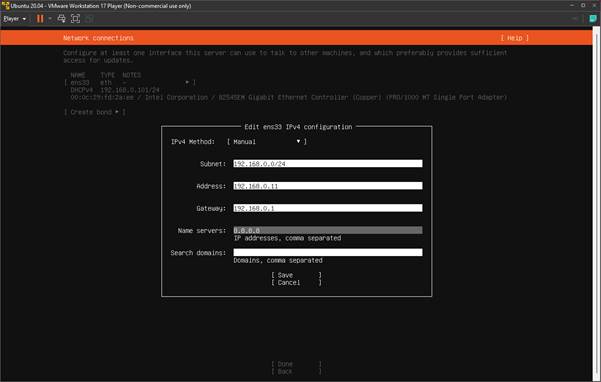 Ubuntu 20.04 - VMware Workstation 17 Player (Non-commercial use only)
Player
Network connections [ Help ]
Configure at least one interface this server can use to talk to other machines, and which preferably provides sufficient
access for updates.
NAME TYPE NOTES
[ ens33 eth - ▸ ]
DHCPv4 192.168.0.101/24
00:0c:29:fd:2a:ee / Intel Corporation / 82545EM Gigabit Ethernet Controller (Copper) (PRO/1000 MT Single Port Adapter)
[ Create bond ▸ ]
Edit ens33 IPv4 configuration
IPv4 Method: [ Manual ▾ ]
Subnet: 192.168.0.0/24
Address: 192.168.0.11
Gateway: 192.168.0.1
Name servers: 8.8.8.8
IP addresses, comma separated
Search domains:
Domains, comma separated
[ Save ]
[ Cancel ]
[ Done ]
[ Back ]